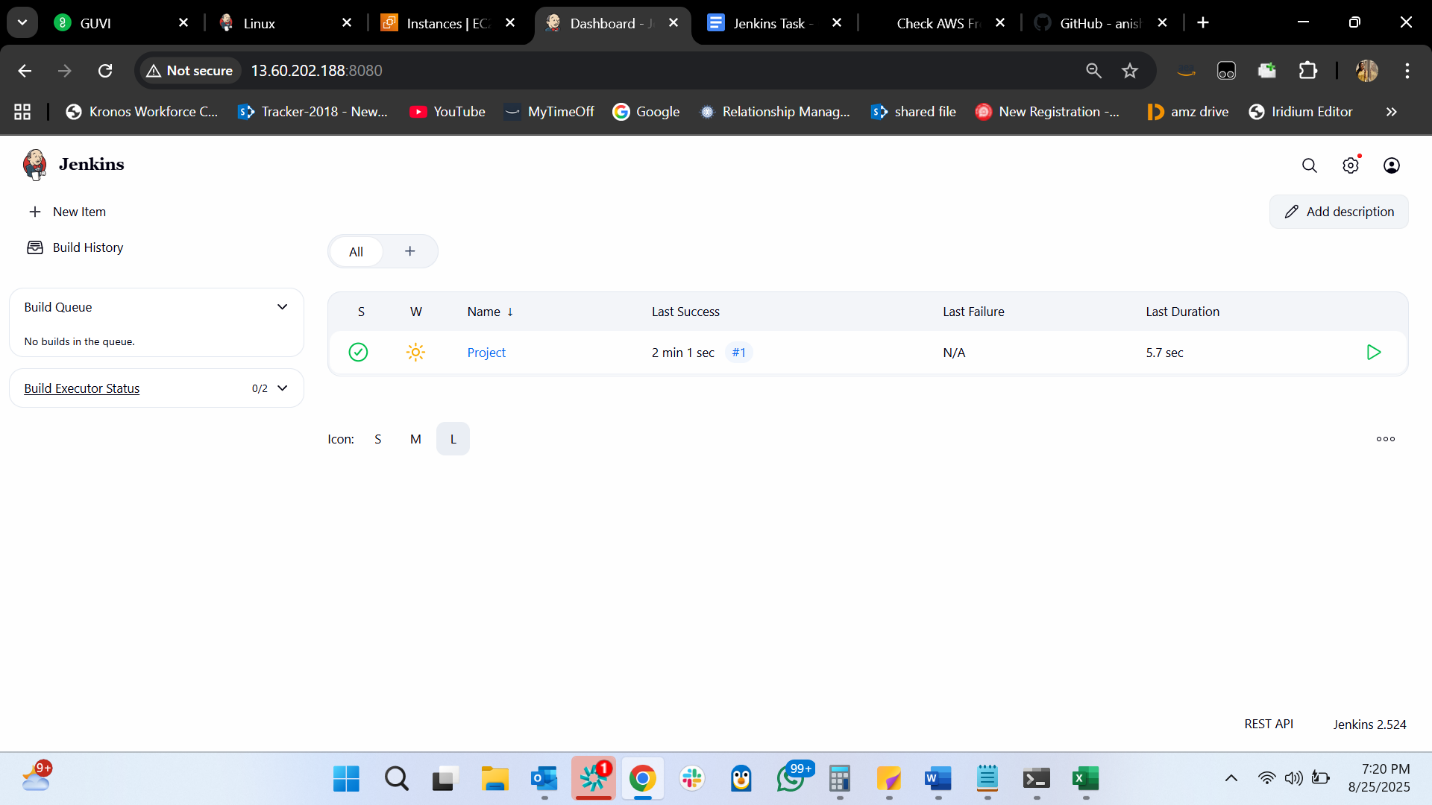 GUVI
Linux
Instances | EC2
Dashboard - J
Jenkins Task -
Check AWS Fr
GitHub - anish
Not secure
13.60.202.188:8080
Kronos Workforce C...
Tracker-2018 - New...
YouTube
MyTimeOff
Google
Relationship Manag...
shared file
New Registration -...
amz drive
Iridium Editor
»
Jenkins
New Item
Add description
Build History
All
+
Build Queue
No builds in the queue.
S W Name ↓ Last Success Last Failure Last Duration
Project 2 min 1 sec #1 N/A 5.7 sec
Build Executor Status 0/2
Icon: S M L
REST API Jenkins 2.524
9+
1
99+
7:20 PM
8/25/2025